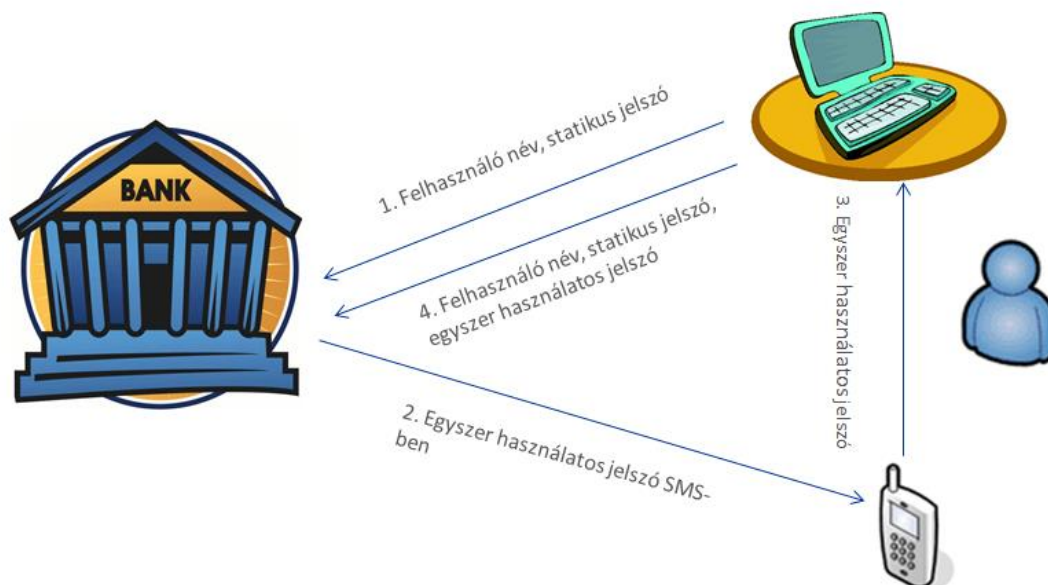 BANK
1. Felhasználó név, statikus jelszó
4. Felhasználó név, statikus jelszó,
egyszer használatos jelszó
2. Egyszer használatos jelszó SMS-
ben
3. Egyszer használatos jelszó